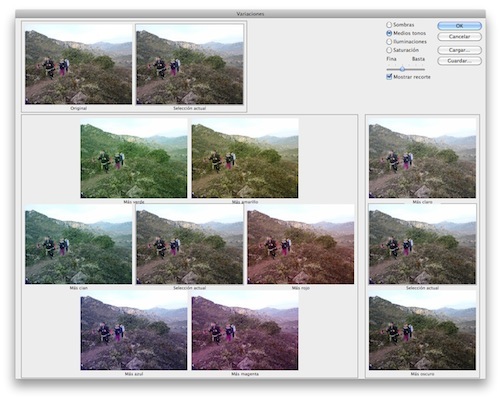 Variaciones
Original
Selección actual
Sombras
Medios tonos
Iluminaciones
Saturación
Fina Basta
Mostrar recorte
OK
Cancelar
Cargar...
Guardar...
Más verde
Más amarillo
Más cian
Selección actual
Más rojo
Más azul
Más magenta
Más claro
Selección actual
Más oscuro